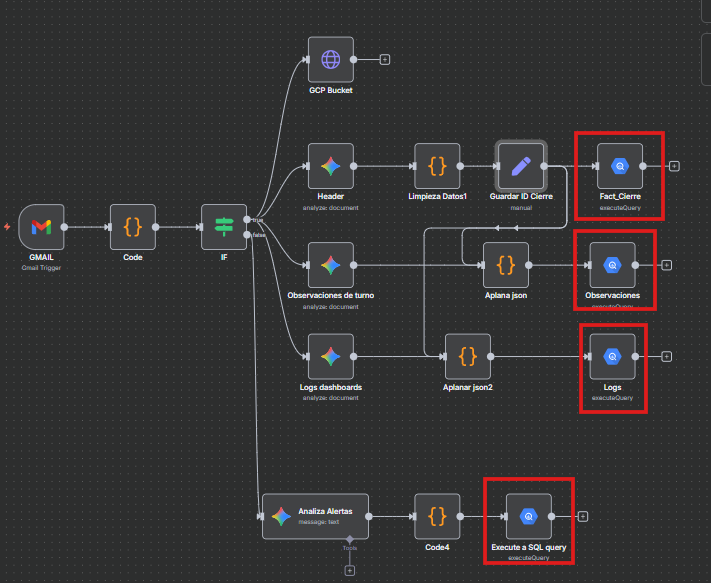 GCP Bucket
Header
analyze: document
Limpieza Datos1
Guardar ID Cierre
manual
Fact_Cierre
executeQuery
GMAIL
Gmail Trigger
Code
IF
true
false
Observaciones de turno
analyze: document
Aplana json
Observaciones
executeQuery
Logs dashboards
analyze: document
Aplanar json2
Logs
executeQuery
Analiza Alertas
message: text
Tools
Code4
Execute a SQL query
executeQuery